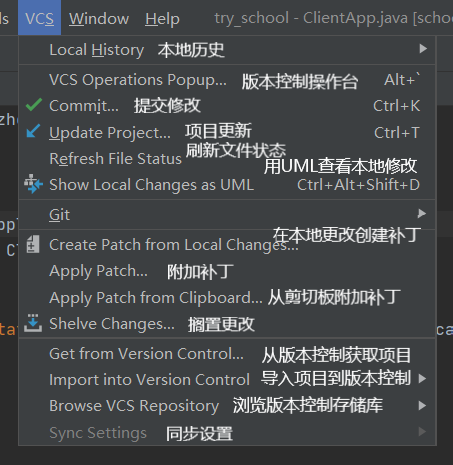 VCS Window try_school - ClientApp.java [schoo
Local History 本地历史
VCS Operations Popup... 版本控制操作台 Alt+`
Commit... 提交修改 Ctrl+K
Update Project... 项目更新 Ctrl+T
Refresh File Status 刷新文件状态
用UML查看本地修改
Show Local Changes as UML Ctrl+Alt+Shift+D
Git
在本地更改创建补丁
Create Patch from Local Changes...
Apply Patch... 附加补丁
Apply Patch from Clipboard... 从剪切板附加补丁
Shelve Changes... 搁置更改
Get from Version Control... 从版本控制获取项目
Import into Version Control 导入项目到版本控制
Browse VCS Repository 浏览版本控制存储库
Sync Settings 同步设置